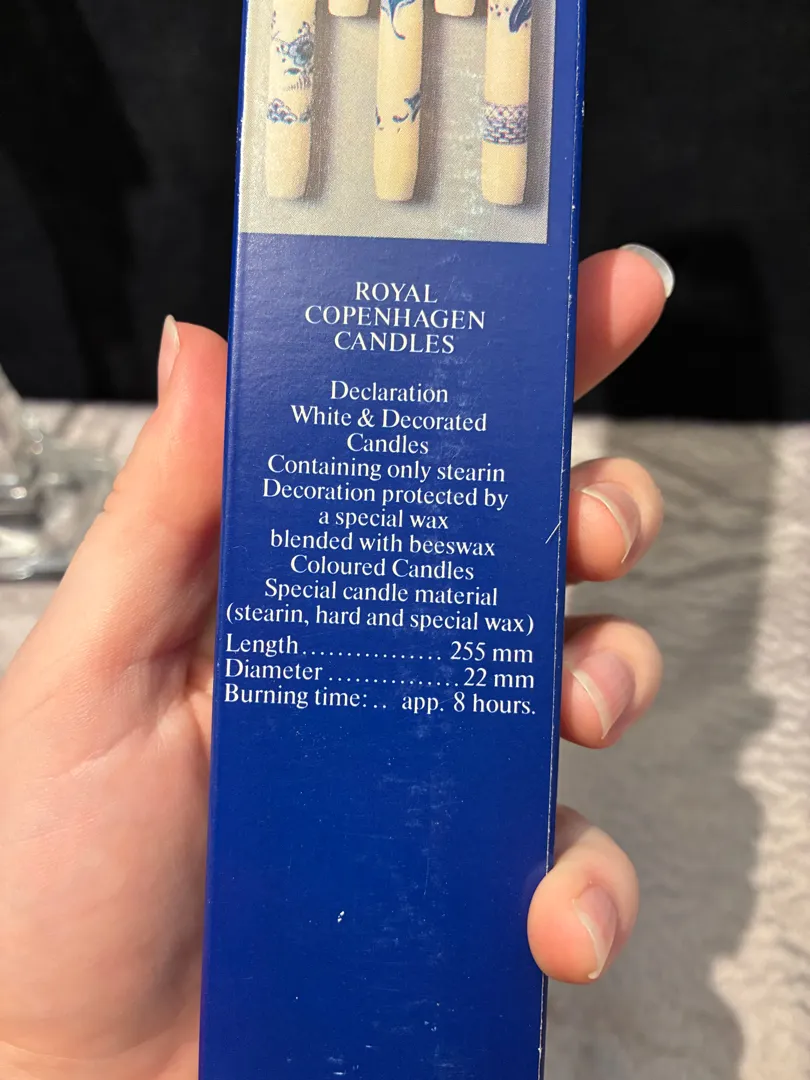 ROYAL
COPENHAGEN
CANDLES
Declaration
White & Decorated
Candles
Containing only stearin
Decoration protected by
a special wax
blended with beeswax
Coloured Candles
Special candle material
(stearin, hard and special wax)
Length................ 255 mm
Diameter ............... 22 mm
Burning time: .. app. 8 hours.